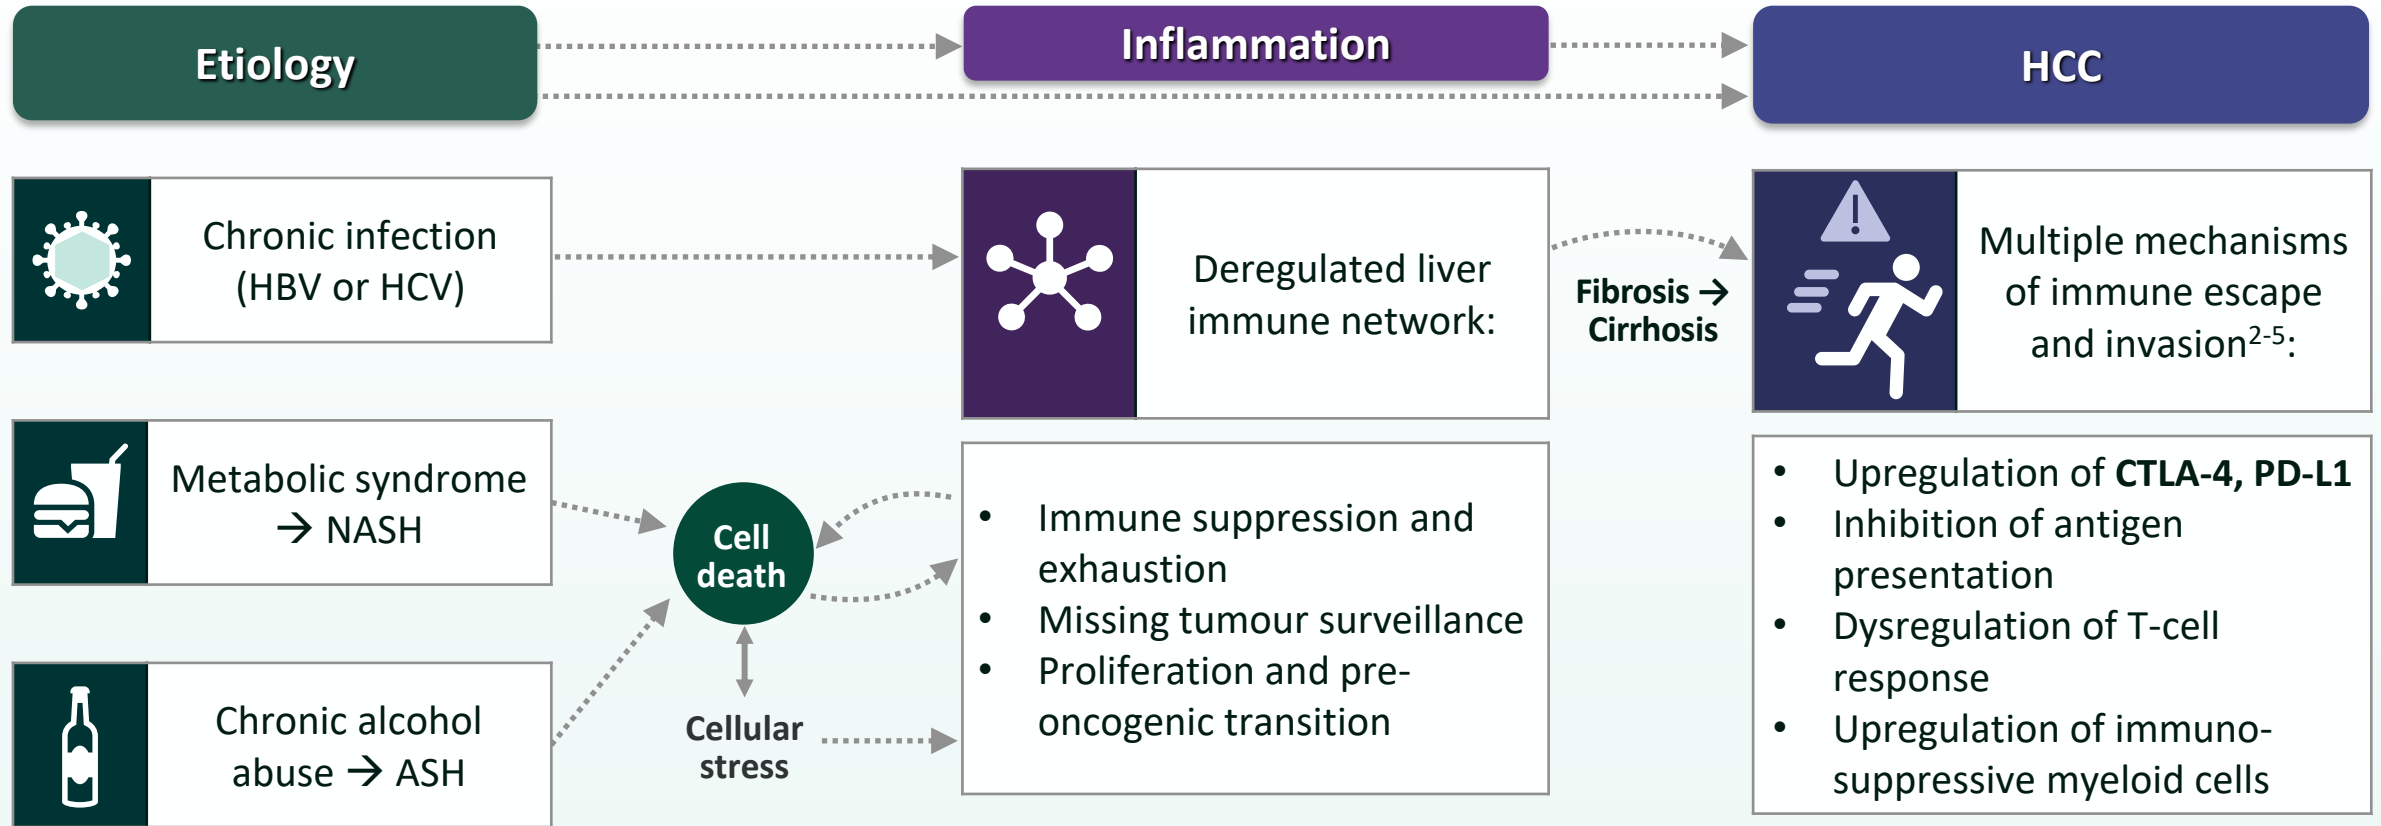 Etiology
Inflammation
HCC
Chronic infection
(HBV or HCV)
Metabolic syndrome
→ NASH
Chronic alcohol
abuse → ASH
Cell
death
Cellular
stress
Deregulated liver
immune network:
• Immune suppression and
exhaustion
• Missing tumour surveillance
• Proliferation and pre-
oncogenic transition
Fibrosis →
Cirrhosis
Multiple mechanisms
of immune escape
and invasion²⁻⁵:
• Upregulation of CTLA-4, PD-L1
• Inhibition of antigen
presentation
• Dysregulation of T-cell
response
• Upregulation of immuno-
suppressive myeloid cells